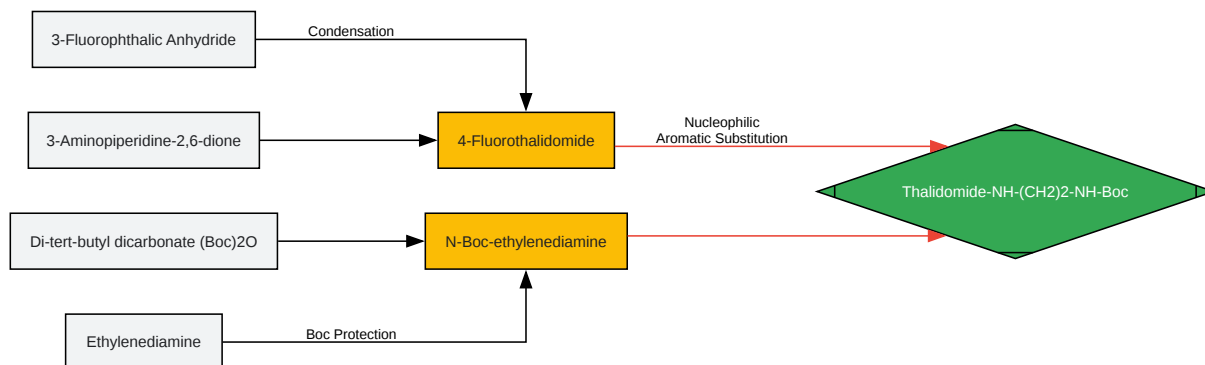 3-Fluorophthalic Anhydride
Condensation
3-Aminopiperidine-2,6-dione
4-Fluorothalidomide
Nucleophilic
Aromatic Substitution
Thalidomide-NH-(CH2)2-NH-Boc
Di-tert-butyl dicarbonate (Boc)2O
N-Boc-ethylenediamine
Ethylenediamine
Boc Protection